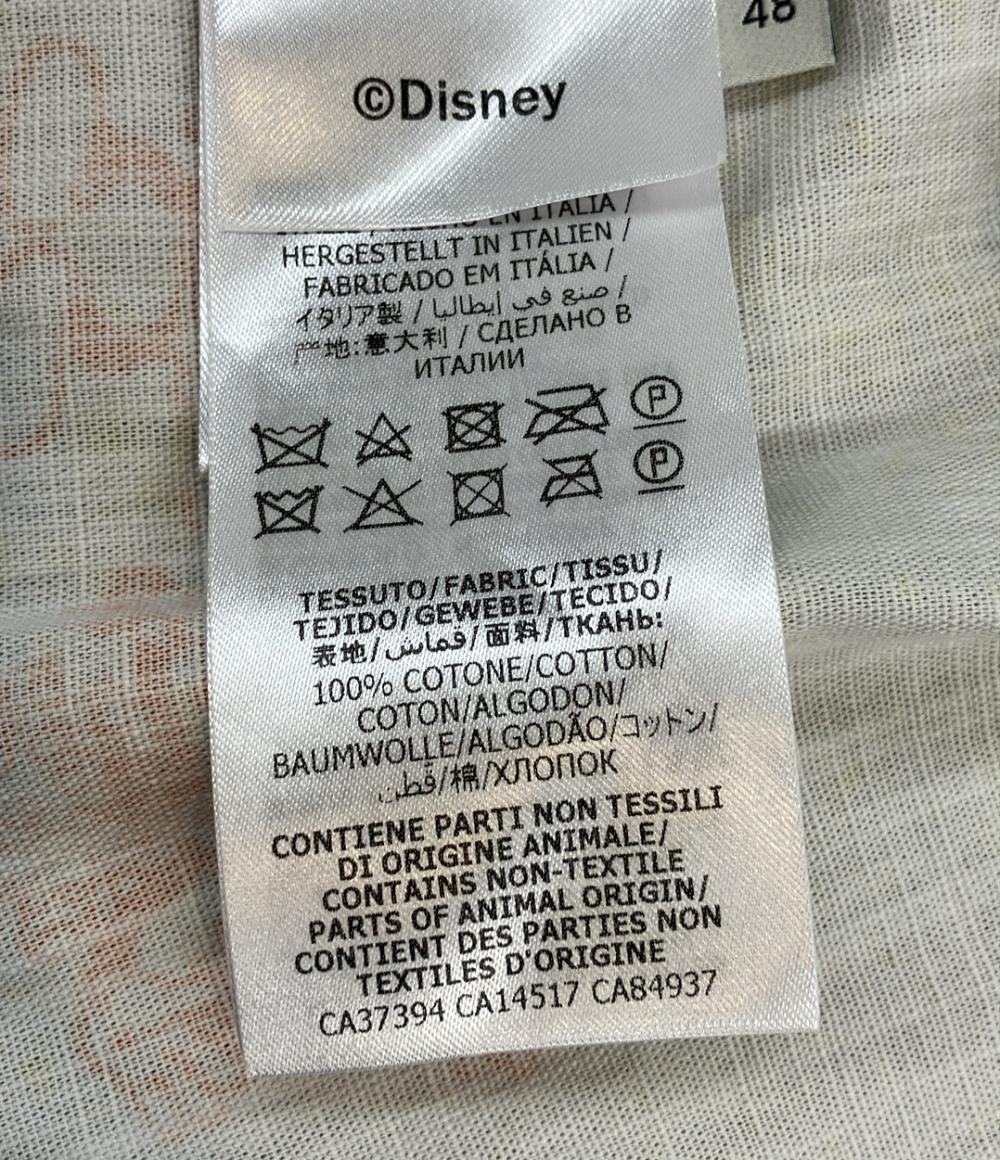 48
©Disney
EN ITALIA /
HERGESTELLT IN ITALIEN /
FABRICADO EM ITÁLIA /
イタリア製 / صنع في إيطاليا /
产地:意大利 / СДЕЛАНО В
ИТАЛИИ
P
P
TESSUTO/FABRIC/TISSU/
TEJIDO/GEWEBE/TECIDO/
表地/قماش/面料/ТКАНЬ:
100% COTONE/COTTON/
COTON/ALGODON/
BAUMWOLLE/ALGODÃO/コットン/
قطن/棉/ХЛОПОК
CONTIENE PARTI NON TESSILI
DI ORIGINE ANIMALE/
CONTAINS NON-TEXTILE
PARTS OF ANIMAL ORIGIN/
CONTIENT DES PARTIES NON
TEXTILES D'ORIGINE
CA37394 CA14517 CA84937